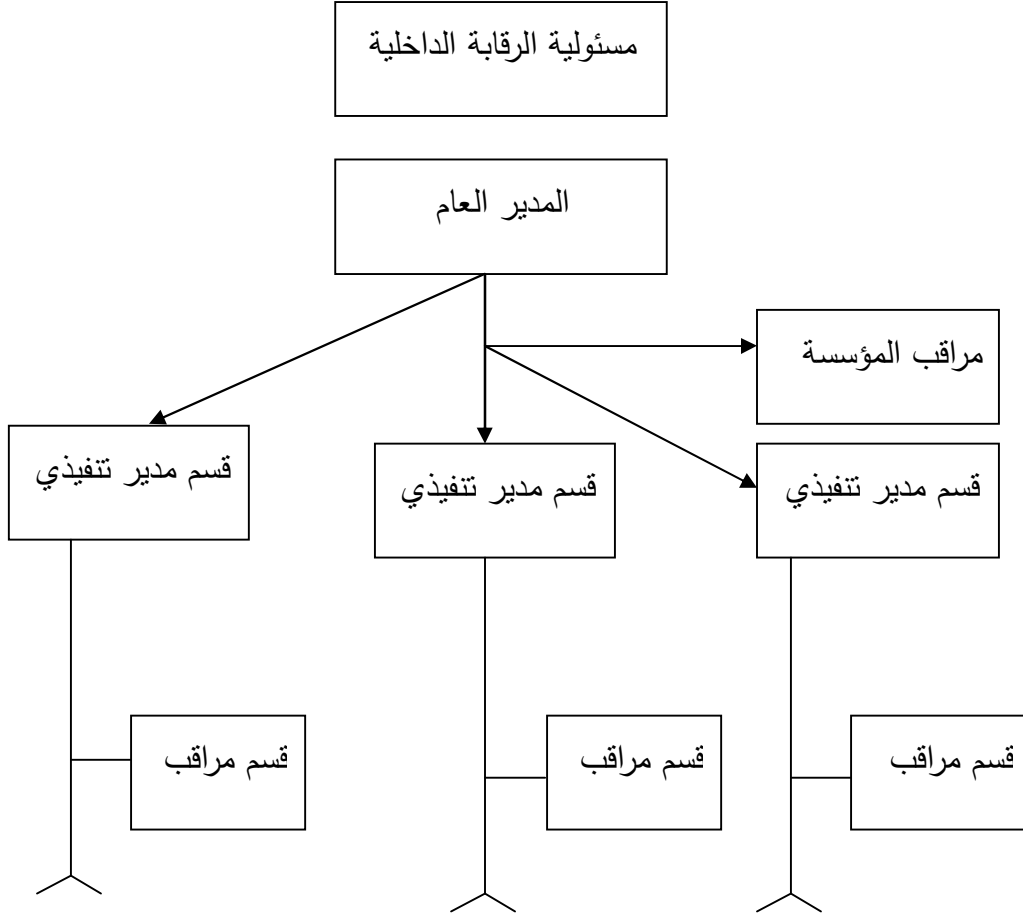 مسئولية الرقابة الداخلية
المدير العام
مراقب المؤسسة
قسم مدير تنفيذي
قسم مدير تنفيذي
قسم مدير تنفيذي
قسم مراقب
قسم مراقب
قسم مراقب